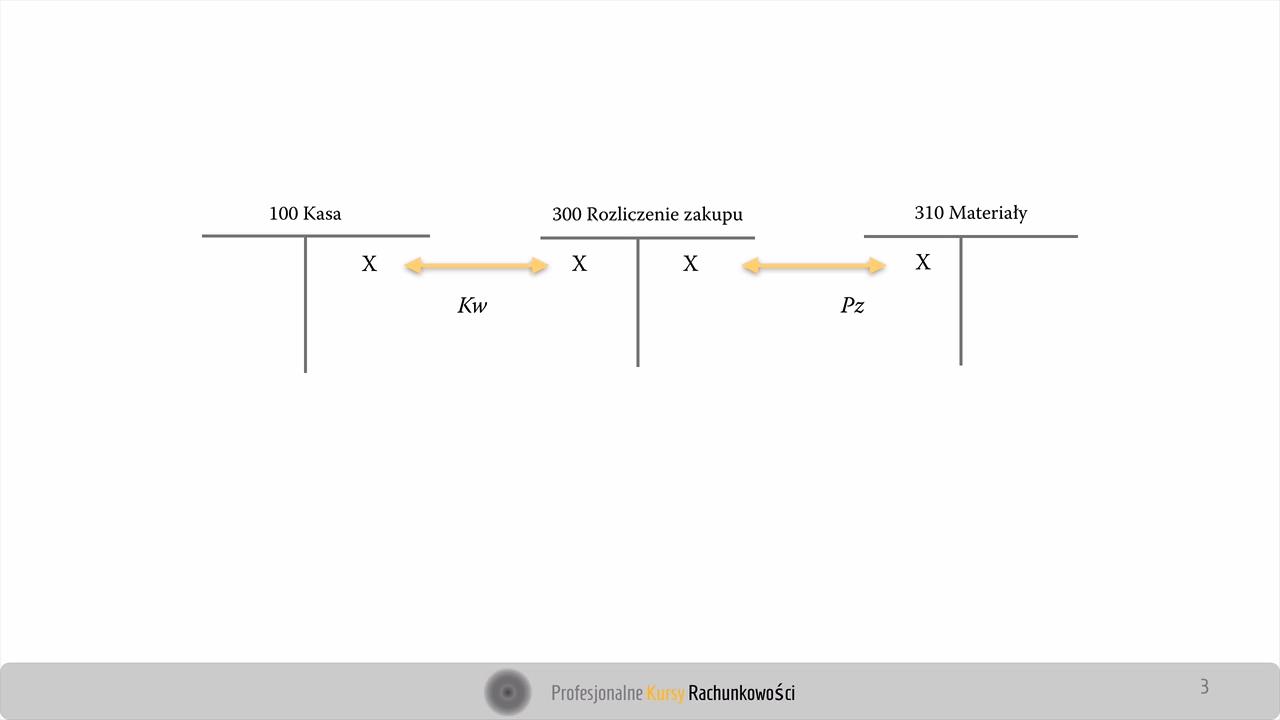 100 Kasa
300 Rozliczenie zakupu
310 Materiały
X X X X
Kw Pz
Profesjonalne Kursy Rachunkowości
3